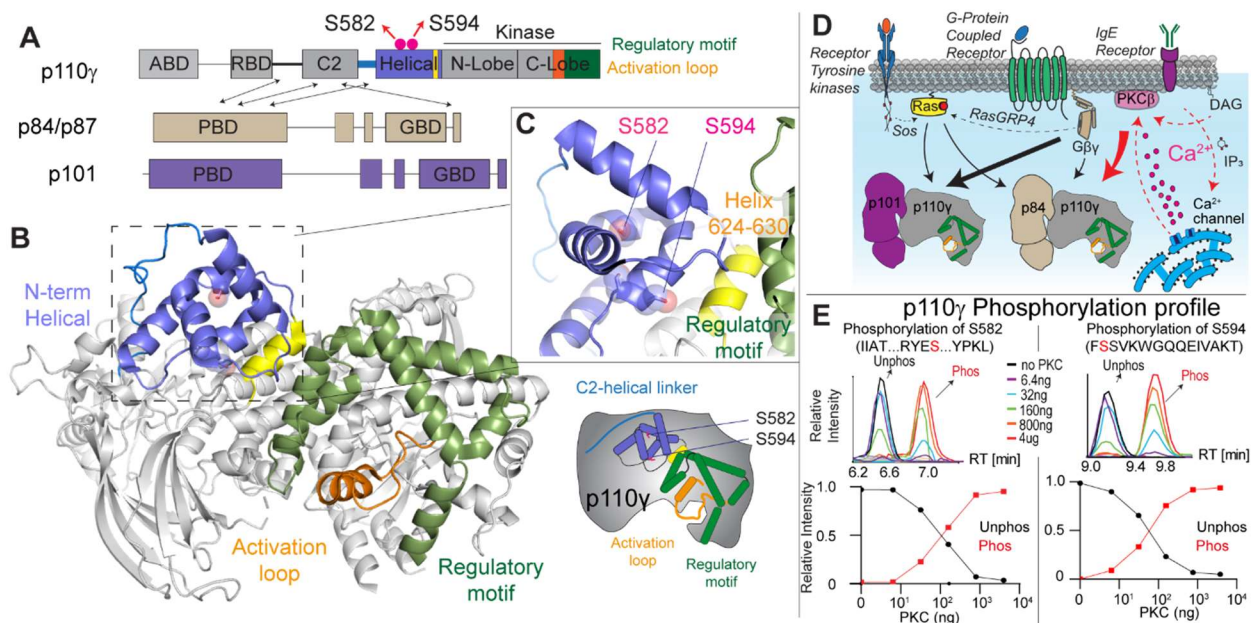 A
S582
S594
Kinase
Regulatory motif
Activation loop
p110γ
ABD
RBD
C2
Helical
N-Lobe
C-Lobe
p84/p87
PBD
GBD
p101
PBD
GBD
B
N-term
Helical
Activation
loop
Regulatory
motif
C
S582
S594
Helix
624-630
Regulatory
motif
C2-helical linker
S582
S594
p110γ
Activation
loop
Regulatory
motif
D
G-Protein
Coupled
Receptor
IgE
Receptor
Receptor
Tyrosine
kinases
Ras
PKCβ
DAG
Sos
RasGRP4
Gβγ
Ca2+
IP3
p101
p110γ
p84
p110γ
Ca2+
channel
E
p110γ Phosphorylation profile
Phosphorylation of S582
(IIAT...RYES...YPKL)
Phosphorylation of S594
(FSSVKWGQQEIVAKT)
Unphos
Phos
no PKC
6.4ng
32ng
160ng
800ng
4ug
Unphos
Phos
Relative
Intensity
6.2
6.6
7.0
RT [min]
9.0
9.4
9.8
RT [min]
Relative Intensity
1.0
0.5
0
Unphos
Phos
0
10¹
10²
10³
10⁴
PKC (ng)
1.0
0.5
0
Unphos
Phos
0
10¹
10²
10³
10⁴
PKC (ng)